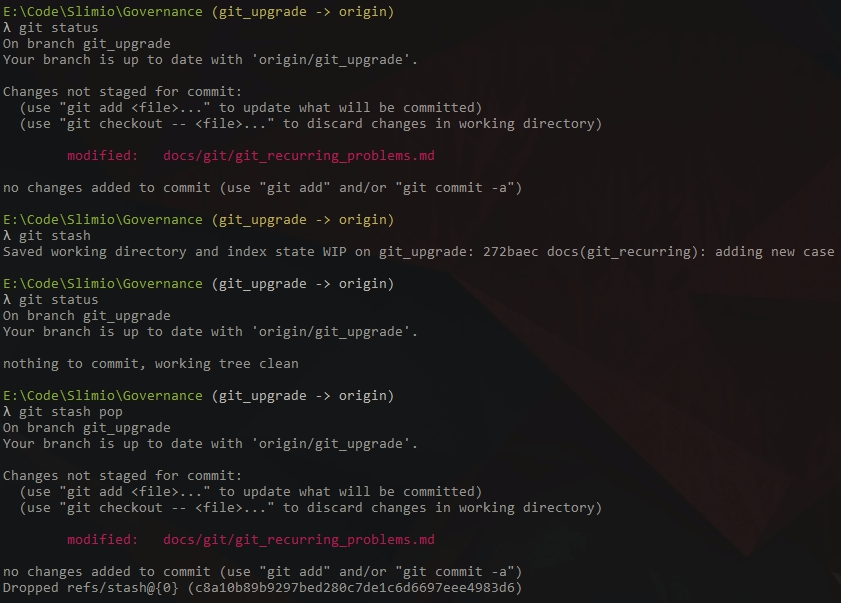 E:\Code\Slimio\Governance (git_upgrade -> origin)
λ git status
On branch git_upgrade
Your branch is up to date with 'origin/git_upgrade'.
Changes not staged for commit:
(use "git add <file>..." to update what will be committed)
(use "git checkout -- <file>..." to discard changes in working directory)
modified: docs/git/git_recurring_problems.md
no changes added to commit (use "git add" and/or "git commit -a")
E:\Code\Slimio\Governance (git_upgrade -> origin)
λ git stash
Saved working directory and index state WIP on git_upgrade: 272baec docs(git_recurring): adding new case
E:\Code\Slimio\Governance (git_upgrade -> origin)
λ git status
On branch git_upgrade
Your branch is up to date with 'origin/git_upgrade'.
nothing to commit, working tree clean
E:\Code\Slimio\Governance (git_upgrade -> origin)
λ git stash pop
On branch git_upgrade
Your branch is up to date with 'origin/git_upgrade'.
Changes not staged for commit:
(use "git add <file>..." to update what will be committed)
(use "git checkout -- <file>..." to discard changes in working directory)
modified: docs/git/git_recurring_problems.md
no changes added to commit (use "git add" and/or "git commit -a")
Dropped refs/stash@{0} (c8a10b89b9297bed280c7de1c6d6697eee4983d6)